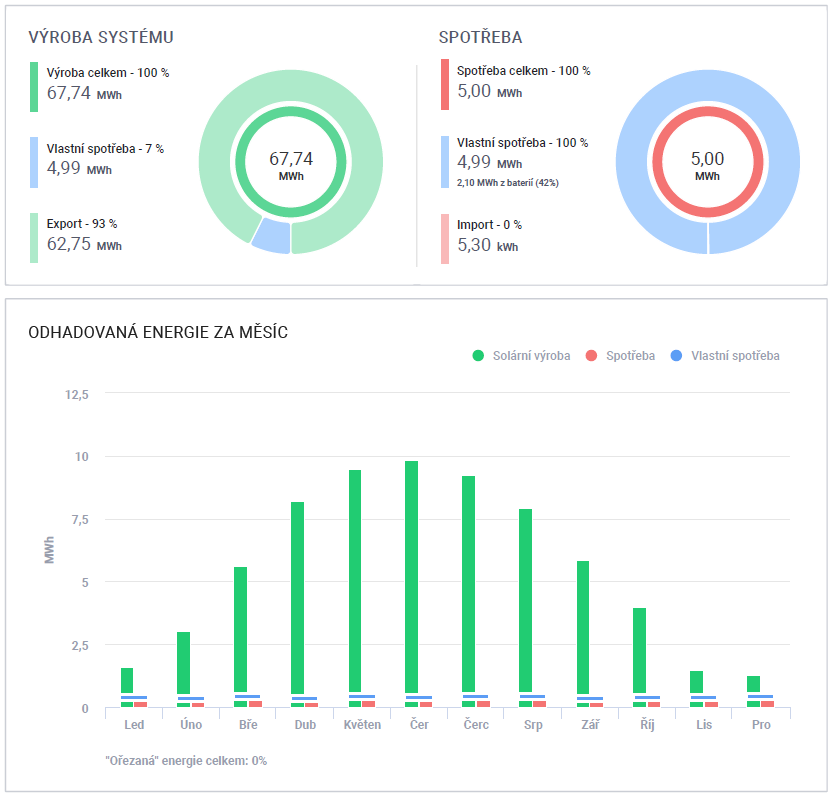 VÝROBA SYSTÉMU
Výroba celkem - 100 %
67,74 MWh
Vlastní spotřeba - 7 %
4,99 MWh
Export - 93 %
62,75 MWh
67,74
MWh
SPOTŘEBA
Spotřeba celkem - 100 %
5,00 MWh
Vlastní spotřeba - 100 %
4,99 MWh
2,10 MWh z baterií (42%)
Import - 0 %
5,30 kWh
5,00
MWh
ODHADOVANÁ ENERGIE ZA MĚSÍC
Solární výroba Spotřeba Vlastní spotřeba
12,5
10
7,5
5
2,5
0
MWh
Led Úno Bře Dub Květen Čer Čerc Srp Zář Říj Lis Pro
"Ořezaná" energie celkem: 0%